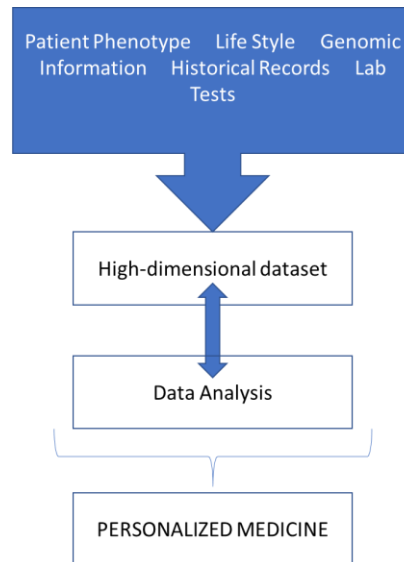 Patient Phenotype Life Style Genomic
Information Historical Records Lab
Tests
High-dimensional dataset
Data Analysis
PERSONALIZED MEDICINE